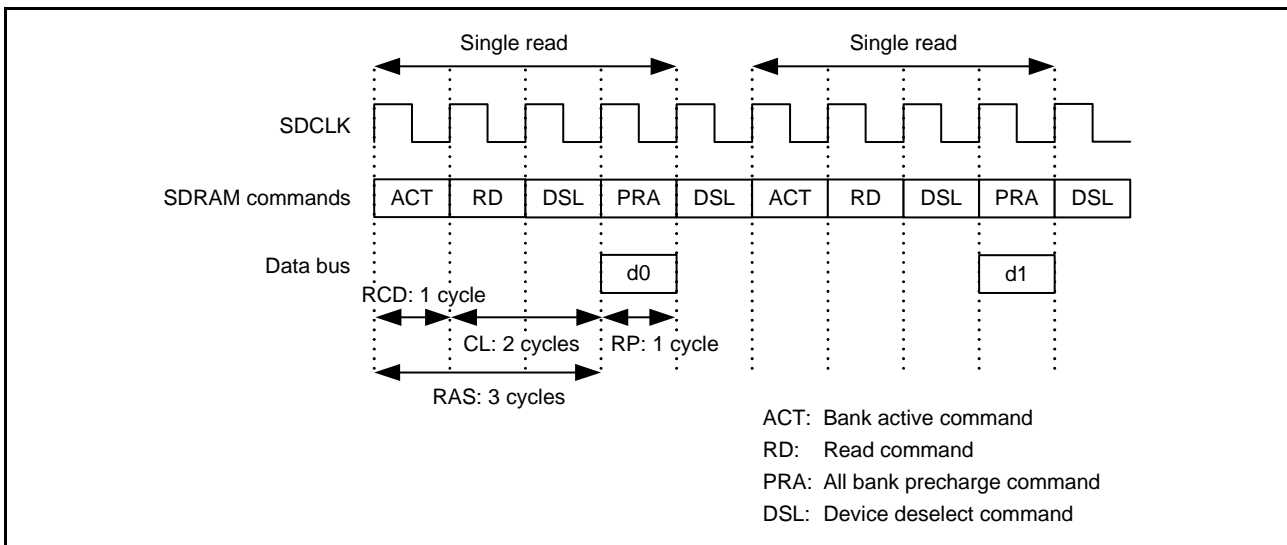 Single read Single read
SDCLK
SDRAM commands ACT RD DSL PRA DSL ACT RD DSL PRA DSL
Data bus d0 d1
RCD: 1 cycle
CL: 2 cycles RP: 1 cycle
RAS: 3 cycles
ACT: Bank active command
RD: Read command
PRA: All bank precharge command
DSL: Device deselect command